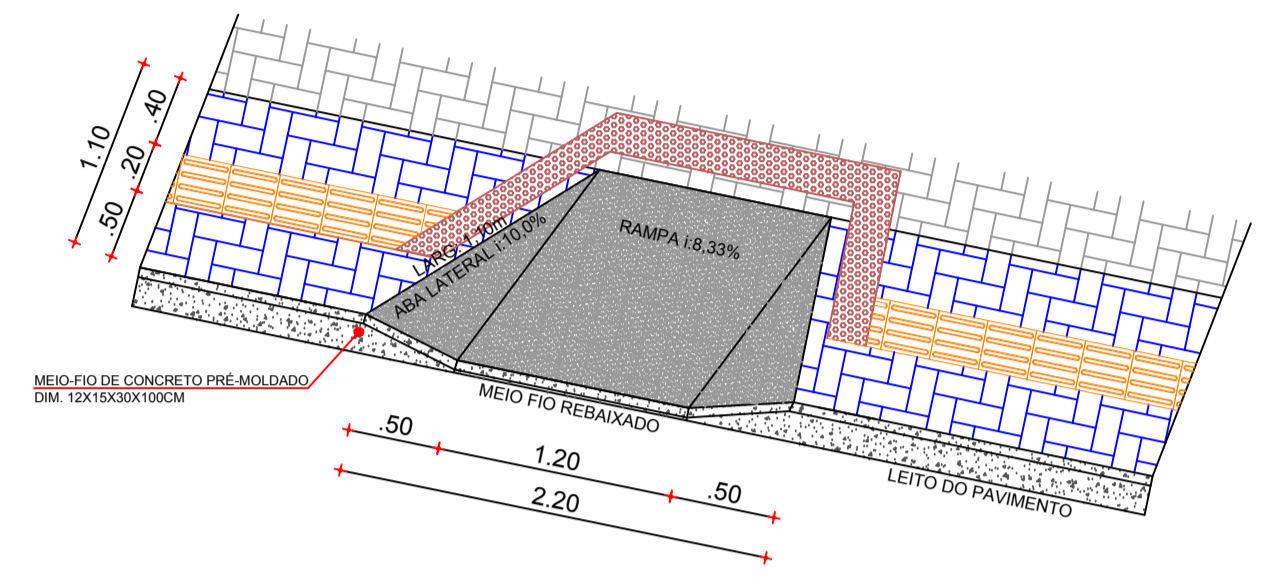 .40
1.10
.20
.50
RAMPA i:8,33%
LARG.:1,10m
ABA LATERAL i:10,0%
MEIO-FIO DE CONCRETO PRÉ-MOLDADO
DIM. 12X15X30X100CM
MEIO FIO REBAIXADO
LEITO DO PAVIMENTO
.50
1.20
.50
2.20